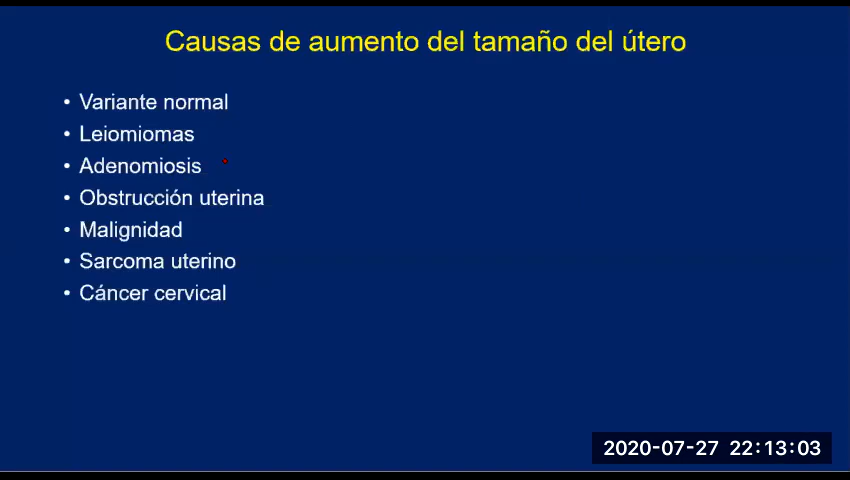 Causas de aumento del tamaño del útero
• Variante normal
• Leiomiomas
• Adenomiosis
• Obstrucción uterina
• Malignidad
• Sarcoma uterino
• Cáncer cervical
2020-07-27 22:13:03